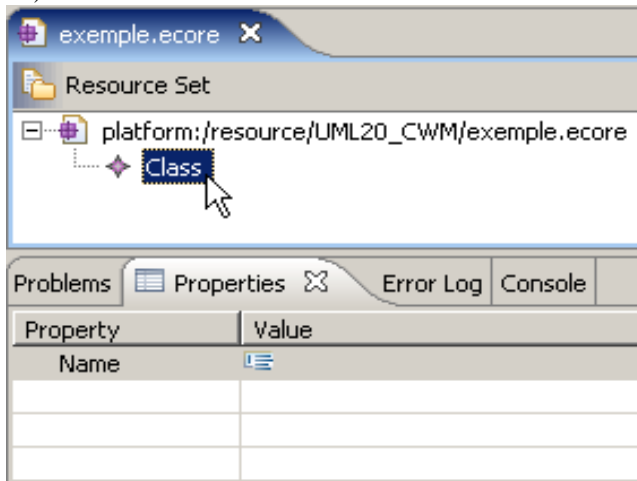 exemple.ecore
Resource Set
platform:/resource/UML20_CWM/exemple.ecore
Class
Problems Properties Error Log Console
Property Value
Name